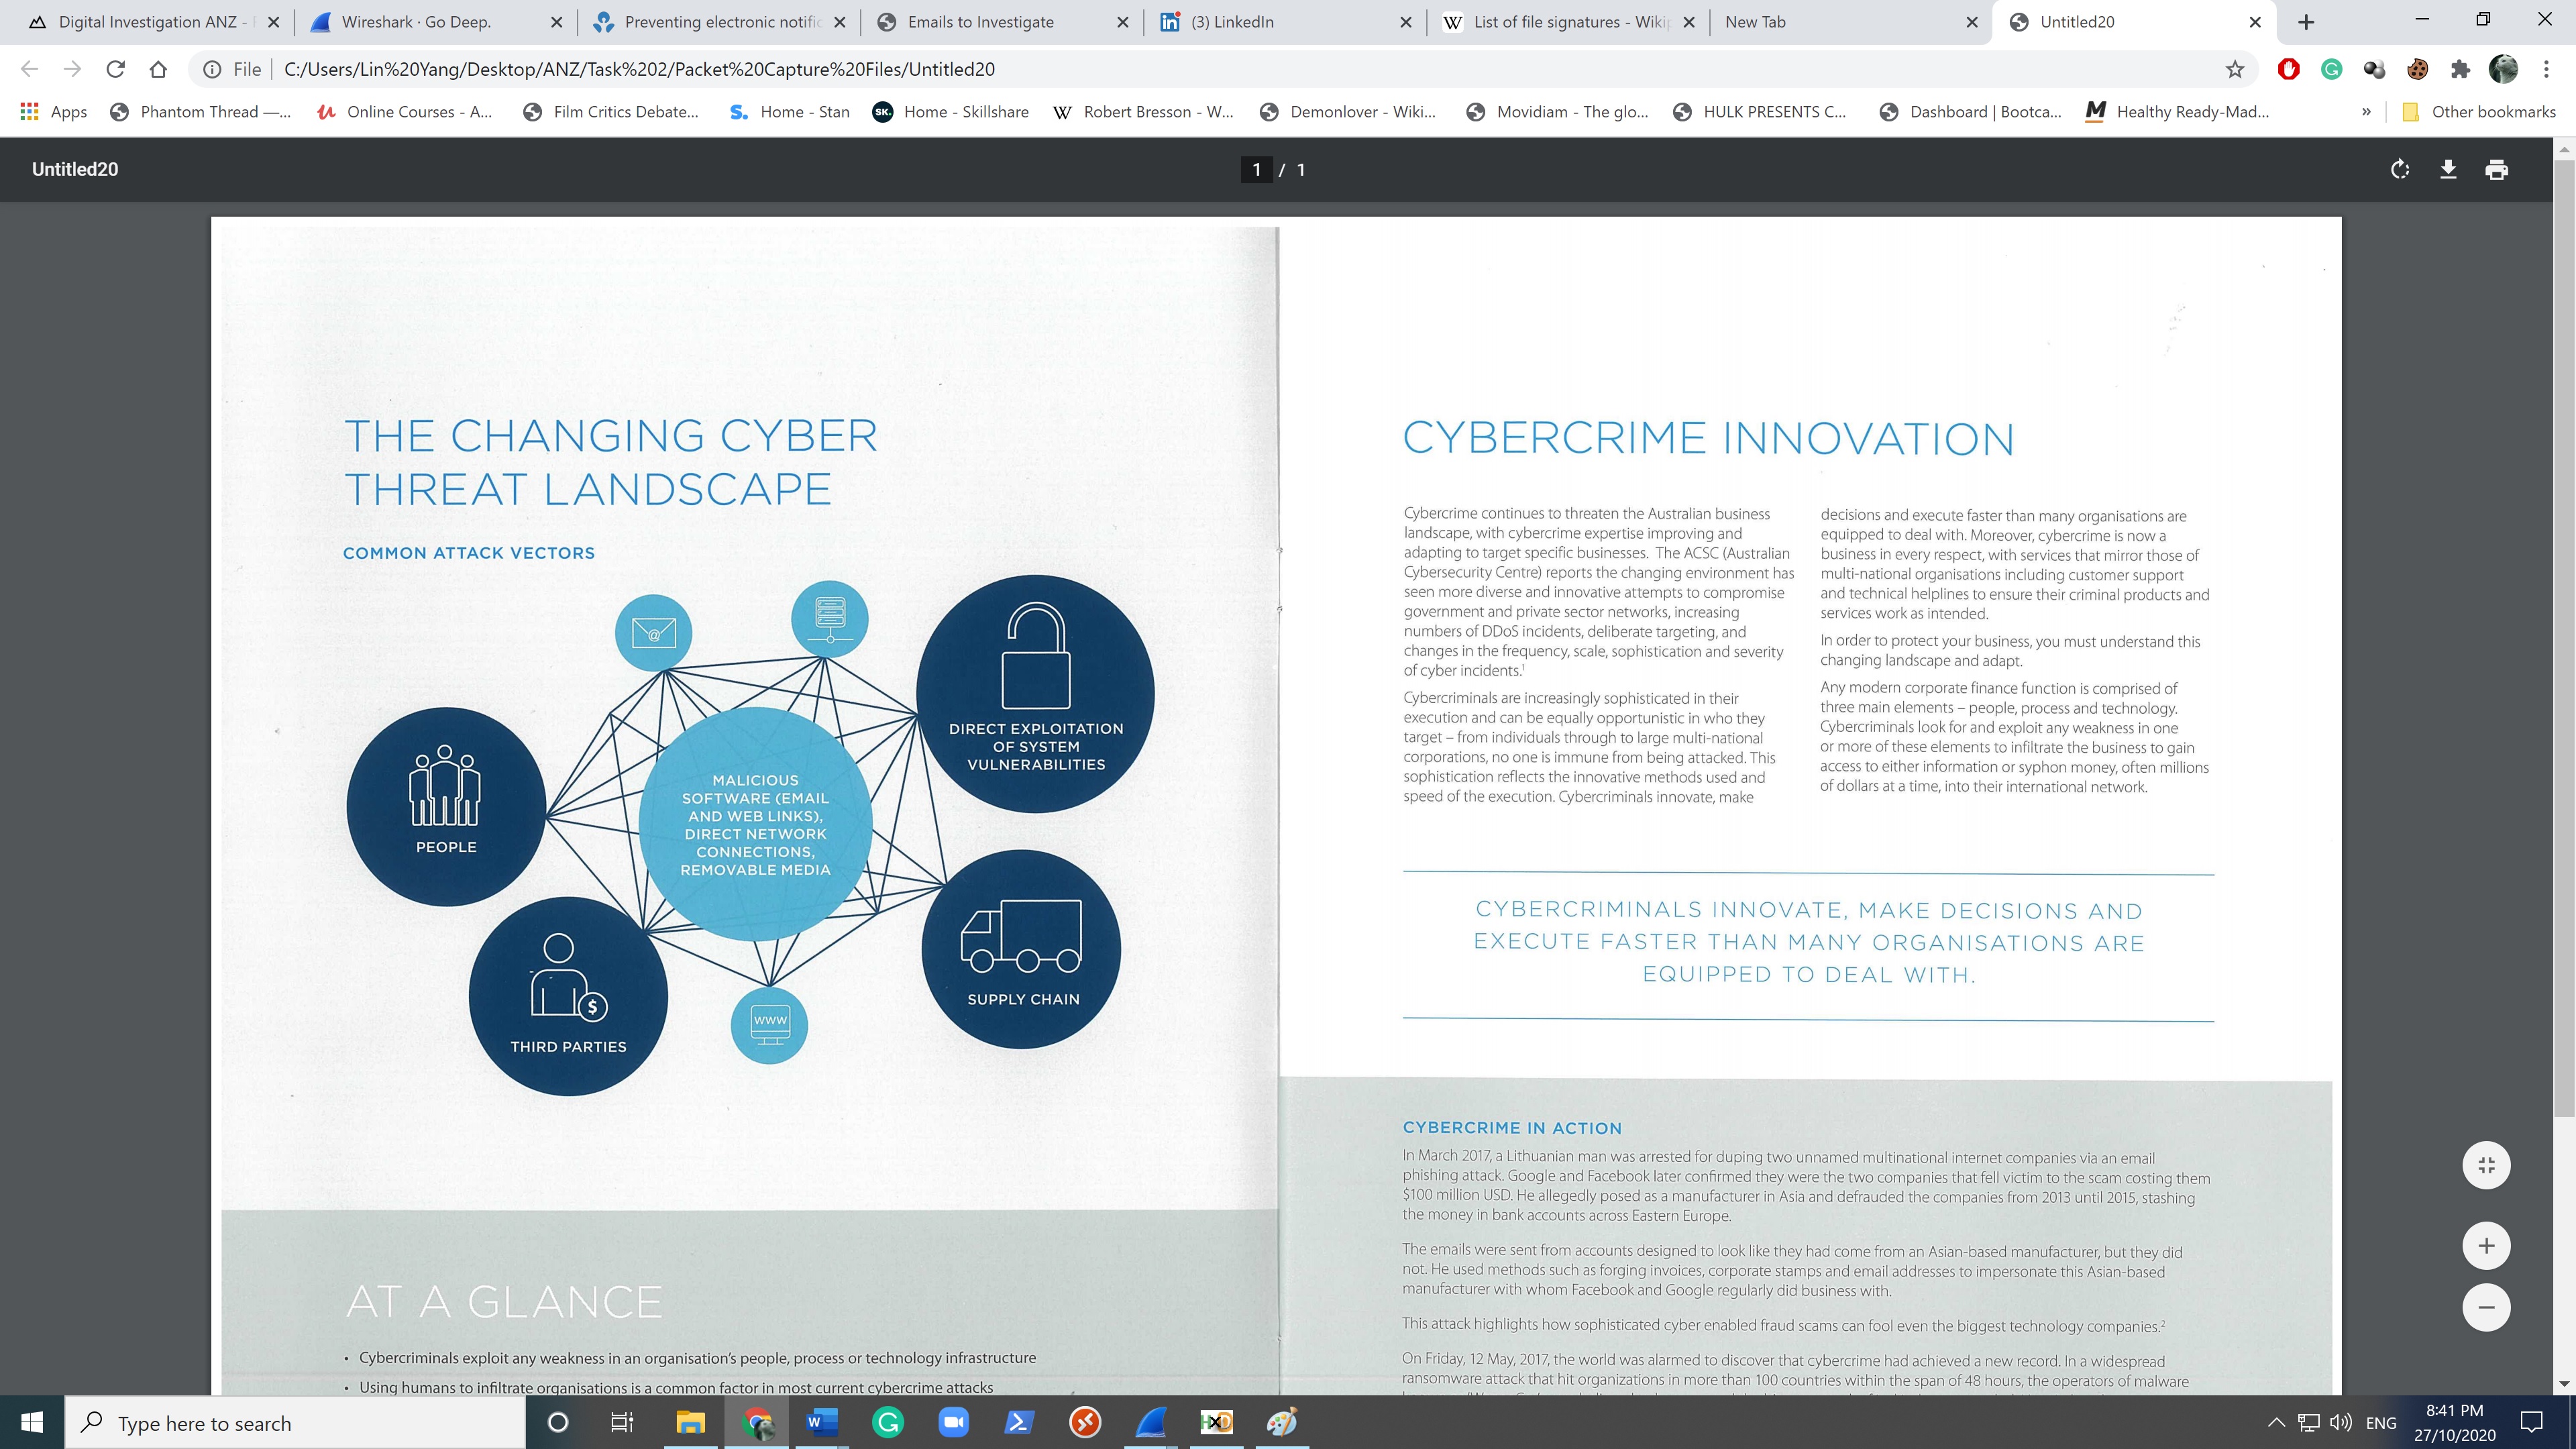 Digital Investigation ANZ -
Wireshark · Go Deep.
Preventing electronic notific
Emails to Investigate
(3) LinkedIn
List of file signatures - Wikip
New Tab
Untitled20
File
C:/Users/Lin%20Yang/Desktop/ANZ/Task%202/Packet%20Capture%20Files/Untitled20
Apps
Phantom Thread —...
Online Courses - A...
Film Critics Debate...
Home - Stan
Home - Skillshare
Robert Bresson - W...
Demonlover - Wiki...
Movidiam - The glo...
HULK PRESENTS C...
Dashboard | Bootca...
Healthy Ready-Mad...
»
Other bookmarks
Untitled20
1 / 1
THE CHANGING CYBER
THREAT LANDSCAPE
COMMON ATTACK VECTORS
@
DIRECT EXPLOITATION
OF SYSTEM
VULNERABILITIES
PEOPLE
MALICIOUS
SOFTWARE (EMAIL
AND WEB LINKS),
DIRECT NETWORK
CONNECTIONS,
REMOVABLE MEDIA
$
THIRD PARTIES
WWW
SUPPLY CHAIN
AT A GLANCE
• Cybercriminals exploit any weakness in an organisation's people, process or technology infrastructure
• Using humans to infiltrate organisations is a common factor in most current cybercrime attacks
CYBERCRIME INNOVATION
Cybercrime continues to threaten the Australian business
landscape, with cybercrime expertise improving and
adapting to target specific businesses. The ACSC (Australian
Cybersecurity Centre) reports the changing environment has
seen more diverse and innovative attempts to compromise
government and private sector networks, increasing
numbers of DDoS incidents, deliberate targeting, and
changes in the frequency, scale, sophistication and severity
of cyber incidents.1
Cybercriminals are increasingly sophisticated in their
execution and can be equally opportunistic in who they
target – from individuals through to large multi-national
corporations, no one is immune from being attacked. This
sophistication reflects the innovative methods used and
speed of the execution. Cybercriminals innovate, make
decisions and execute faster than many organisations are
equipped to deal with. Moreover, cybercrime is now a
business in every respect, with services that mirror those of
multi-national organisations including customer support
and technical helplines to ensure their criminal products and
services work as intended.
In order to protect your business, you must understand this
changing landscape and adapt.
Any modern corporate finance function is comprised of
three main elements – people, process and technology.
Cybercriminals look for and exploit any weakness in one
or more of these elements to infiltrate the business to gain
access to either information or syphon money, often millions
of dollars at a time, into their international network.
CYBERCRIMINALS INNOVATE, MAKE DECISIONS AND
EXECUTE FASTER THAN MANY ORGANISATIONS ARE
EQUIPPED TO DEAL WITH.
CYBERCRIME IN ACTION
In March 2017, a Lithuanian man was arrested for duping two unnamed multinational internet companies via an email
phishing attack. Google and Facebook later confirmed they were the two companies that fell victim to the scam costing them
$100 million USD. He allegedly posed as a manufacturer in Asia and defrauded the companies from 2013 until 2015, stashing
the money in bank accounts across Eastern Europe.
The emails were sent from accounts designed to look like they had come from an Asian-based manufacturer, but they did
not. He used methods such as forging invoices, corporate stamps and email addresses to impersonate this Asian-based
manufacturer with whom Facebook and Google regularly did business with.
This attack highlights how sophisticated cyber enabled fraud scams can fool even the biggest technology companies.2
On Friday, 12 May, 2017, the world was alarmed to discover that cybercrime had achieved a new record. In a widespread
ransomware attack that hit organizations in more than 100 countries within the span of 48 hours, the operators of malware
Type here to search
ENG
8:41 PM
27/10/2020